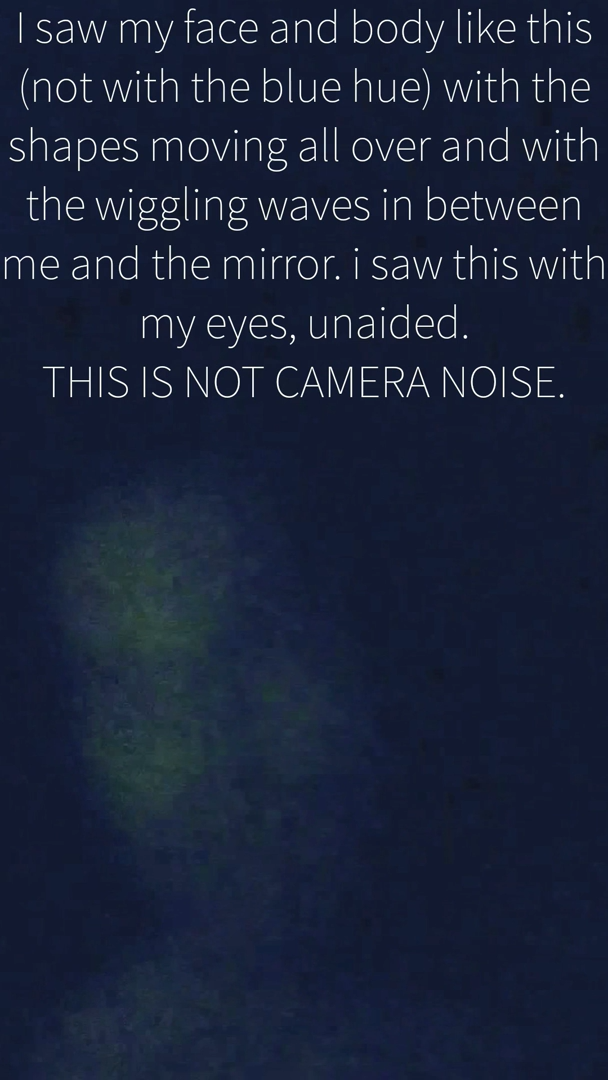 I saw my face and body like this
(not with the blue hue) with the
shapes moving all over and with
the wiggling waves in between
me and the mirror. i saw this with
my eyes, unaided.
THIS IS NOT CAMERA NOISE.